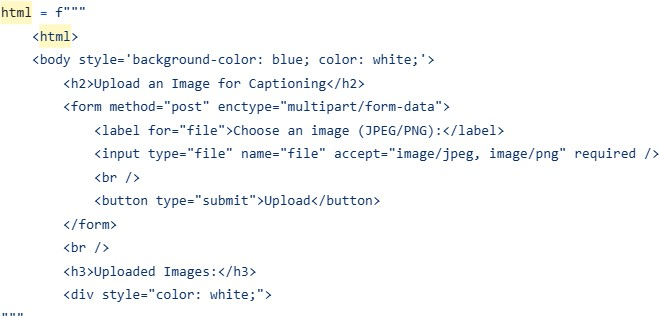 html = f"""
<html>
<body style='background-color: blue; color: white;'>
<h2>Upload an Image for Captioning</h2>
<form method="post" enctype="multipart/form-data">
<label for="file">Choose an image (JPEG/PNG):</label>
<input type="file" name="file" accept="image/jpeg, image/png" required />
<br />
<button type="submit">Upload</button>
</form>
<br />
<h3>Uploaded Images:</h3>
<div style="color: white;">
"""